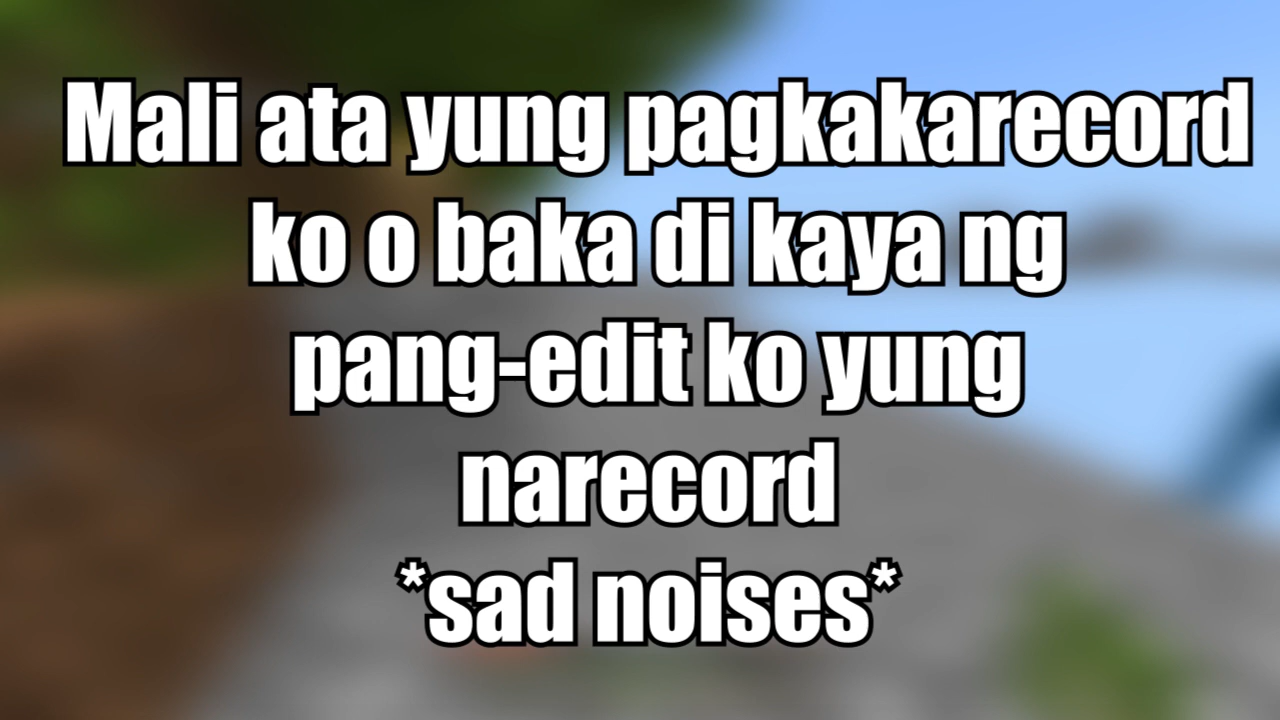 Mali ata yung pagkakarecord
ko o baka di kaya ng
pang-edit ko yung
narecord
*sad noises*